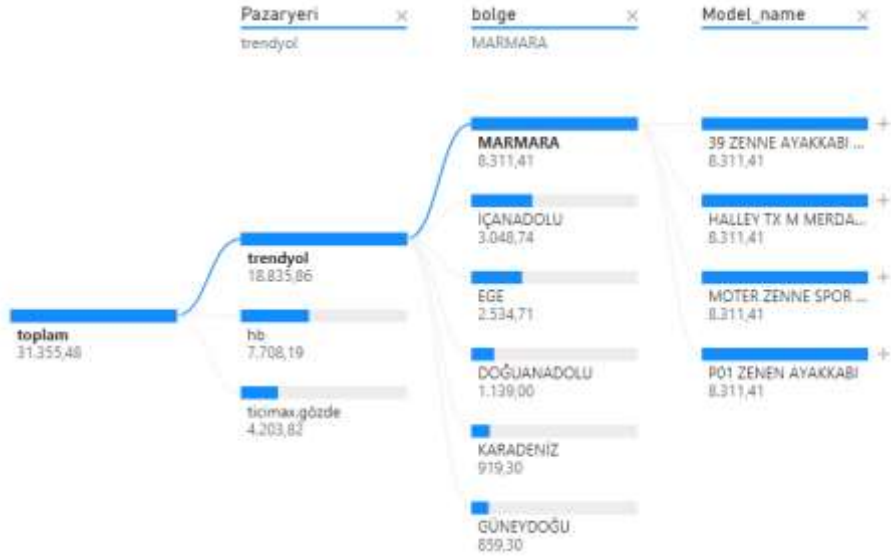 Pazaryeri
trendyol
bolge
MARMARA
Model_name
toplam
31.355,48
trendyol
18.835,86
hb
7.708,19
ticimax.gözde
4.203,82
MARMARA
8.311,41
İÇANADOLU
3.048,74
EGE
2.534,71
DOĞUANADOLU
1.139,00
KARADENİZ
919,30
GÜNEYDOĞU
859,30
39 ZENNE AYAKKABI ...
8.311,41
HALLEY TX M MERDA...
8.311,41
MOTER ZENNE SPOR ...
8.311,41
P01 ZENEN AYAKKABI
8.311,41